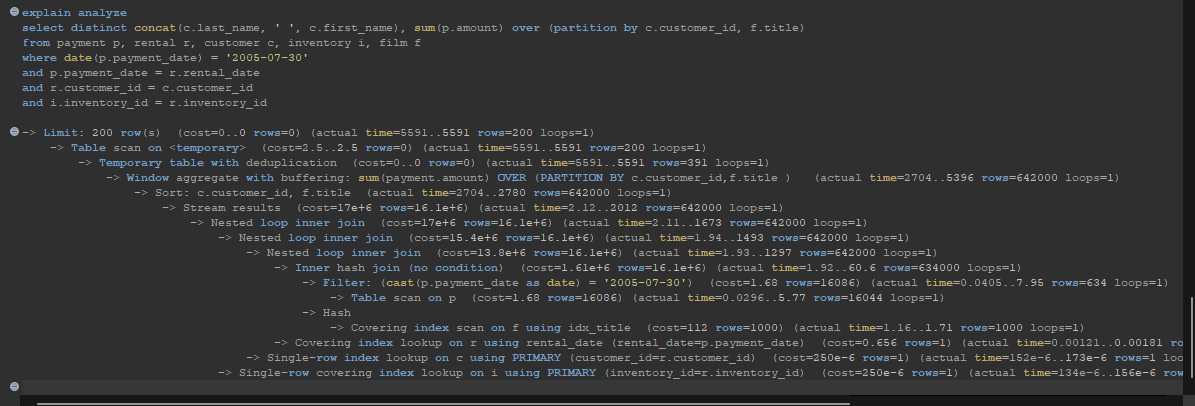 explain analyze
select distinct concat(c.last_name, ' ', c.first_name), sum(p.amount) over (partition by c.customer_id, f.title)
from payment p, rental r, customer c, inventory i, film f
where date(p.payment_date) = '2005-07-30'
and p.payment_date = r.rental_date
and r.customer_id = c.customer_id
and i.inventory_id = r.inventory_id
-> Limit: 200 row(s)  (cost=0..0 rows=0) (actual time=5591..5591 rows=200 loops=1)
-> Table scan on <temporary>  (cost=2.5..2.5 rows=0) (actual time=5591..5591 rows=200 loops=1)
-> Temporary table with deduplication  (cost=0..0 rows=0) (actual time=5591..5591 rows=391 loops=1)
-> Window aggregate with buffering: sum(payment.amount) OVER (PARTITION BY c.customer_id,f.title )   (actual time=2704..5396 rows=642000 loops=1)
-> Sort: c.customer_id, f.title  (actual time=2704..2780 rows=642000 loops=1)
-> Stream results  (cost=17e+6 rows=16.1e+6) (actual time=2.12..2012 rows=642000 loops=1)
-> Nested loop inner join  (cost=17e+6 rows=16.1e+6) (actual time=2.11..1673 rows=642000 loops=1)
-> Nested loop inner join  (cost=15.4e+6 rows=16.1e+6) (actual time=1.94..1493 rows=642000 loops=1)
-> Nested loop inner join  (cost=13.8e+6 rows=16.1e+6) (actual time=1.93..1297 rows=642000 loops=1)
-> Inner hash join (no condition)  (cost=1.61e+6 rows=16.1e+6) (actual time=1.92..60.6 rows=634000 loops=1)
-> Filter: (cast(p.payment_date as date) = '2005-07-30')  (cost=1.68 rows=16086) (actual time=0.0405..7.95 rows=634 loops=1)
-> Table scan on p  (cost=1.68 rows=16086) (actual time=0.0296..5.77 rows=16044 loops=1)
-> Hash
-> Covering index scan on f using idx_title  (cost=112 rows=1000) (actual time=1.16..1.71 rows=1000 loops=1)
-> Covering index lookup on r using rental_date (rental_date=p.payment_date)  (cost=0.656 rows=1) (actual time=0.00121..0.00181 ro
-> Single-row index lookup on c using PRIMARY (customer_id=r.customer_id)  (cost=250e-6 rows=1) (actual time=152e-6..173e-6 rows=1 loo
-> Single-row covering index lookup on i using PRIMARY (inventory_id=r.inventory_id)  (cost=250e-6 rows=1) (actual time=134e-6..156e-6 row